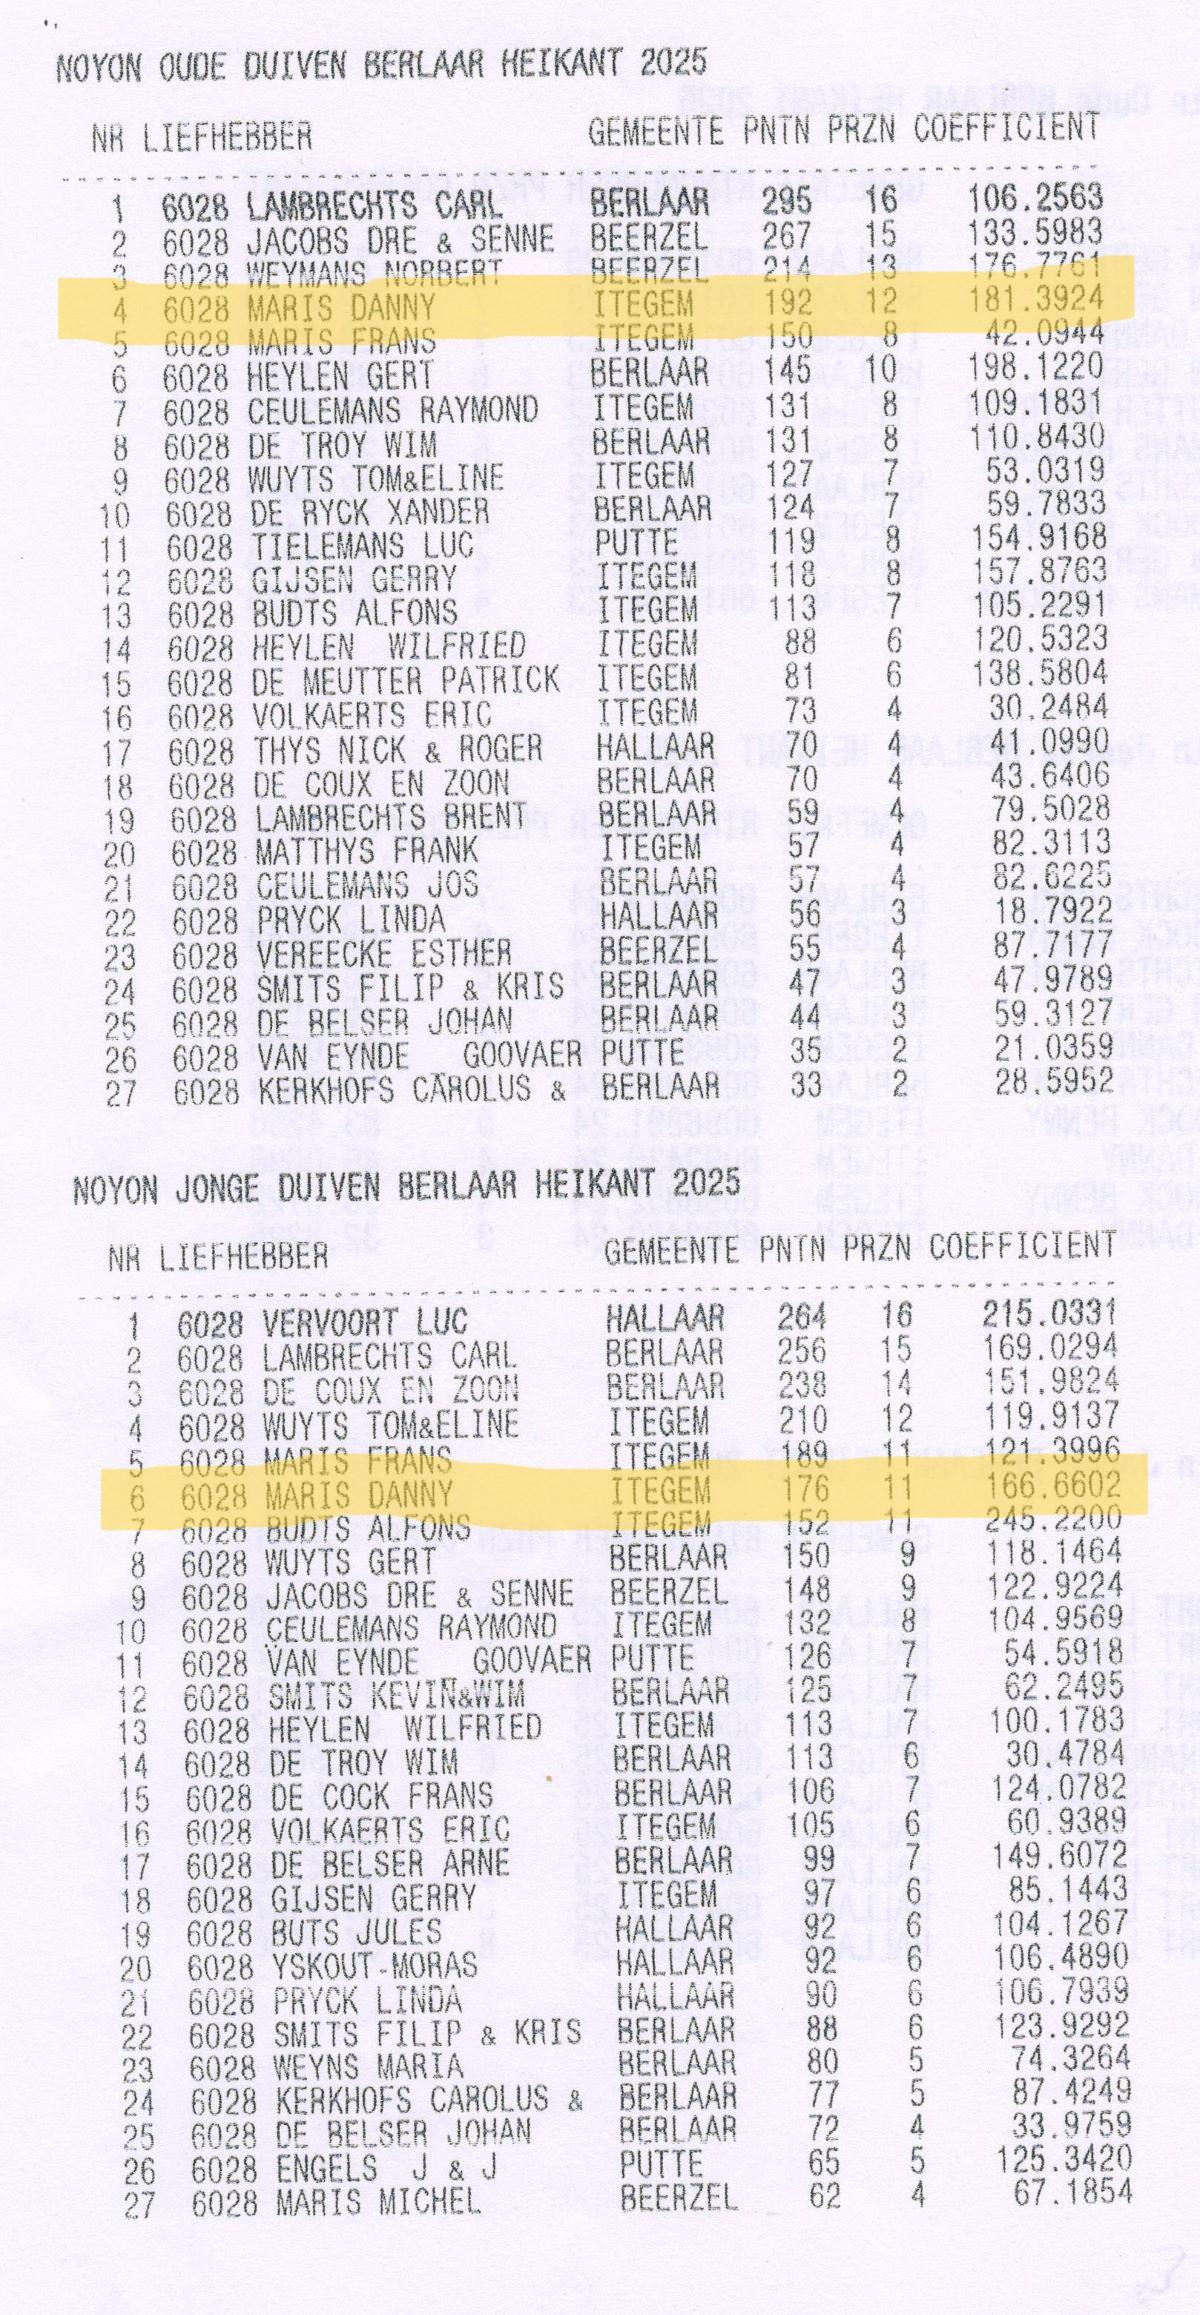 NOYON OUDE DUIVEN BERLAAR HEIKANT 2025
NR LIEFHEBBER GEMEENTE PNTN PRZN COEFFICIENT
1 6028 LAMBRECHTS CARL BERLAAR 295 16 106.2563
2 6028 JACOBS DRE & SENNE BEERZEL 267 15 133.5983
3 6028 WEYMANS NORBERT BEERZEL 214 13 176.7761
4 6028 MARIS DANNY ITEGEM 192 12 181.3924
5 6028 MARIS FRANS ITEGEM 150 8 42.0944
6 6028 HEYLEN GERT BERLAAR 145 10 198.1220
7 6028 CEULEMANS RAYMOND ITEGEM 131 8 109.1831
8 6028 DE TROY WIM BERLAAR 131 8 110.8430
9 6028 WUYTS TOM&ELINE ITEGEM 127 7 53.0319
10 6028 DE RYCK XANDER BERLAAR 124 7 59.7833
11 6028 TIELEMANS LUC PUTTE 119 8 154.9168
12 6028 GIJSEN GERRY ITEGEM 118 8 157.8763
13 6028 BUDTS ALFONS ITEGEM 113 7 105.2291
14 6028 HEYLEN WILFRIED ITEGEM 88 6 120.5323
15 6028 DE MEUTTER PATRICK ITEGEM 81 6 138.5804
16 6028 VOLKAERTS ERIC ITEGEM 73 4 30.2484
17 6028 THYS NICK & ROGER HALLAAR 70 4 41.0990
18 6028 DE COUX EN ZOON BERLAAR 70 4 43.6406
19 6028 LAMBRECHTS BRENT BERLAAR 59 4 79.5028
20 6028 MATTHYS FRANK ITEGEM 57 4 82.3113
21 6028 CEULEMANS JOS BERLAAR 57 4 82.6225
22 6028 PRYCK LINDA HALLAAR 56 3 18.7922
23 6028 VEREECKE ESTHER BEERZEL 55 4 87.7177
24 6028 SMITS FILIP & KRIS BERLAAR 47 3 47.9789
25 6028 DE BELSER JOHAN BERLAAR 44 3 59.3127
26 6028 VAN EYNDE GOOVAER PUTTE 35 2 21.0359
27 6028 KERKHOFS CAROLUS & BERLAAR 33 2 28.5952
NOYON JONGE DUIVEN BERLAAR HEIKANT 2025
NR LIEFHEBBER GEMEENTE PNTN PRZN COEFFICIENT
1 6028 VERVOORT LUC HALLAAR 264 16 215.0331
2 6028 LAMBRECHTS CARL BERLAAR 256 15 169.0294
3 6028 DE COUX EN ZOON BERLAAR 238 14 151.9824
4 6028 WUYTS TOM&ELINE ITEGEM 210 12 119.9137
5 6028 MARIS FRANS ITEGEM 189 11 121.3996
6 6028 MARIS DANNY ITEGEM 176 11 166.6602
7 6028 BUDTS ALFONS ITEGEM 152 11 245.2200
8 6028 WUYTS GERT BERLAAR 150 9 118.1464
9 6028 JACOBS DRE & SENNE BEERZEL 148 9 122.9224
10 6028 CEULEMANS RAYMOND ITEGEM 132 8 104.9569
11 6028 VAN EYNDE GOOVAER PUTTE 126 7 54.5918
12 6028 SMITS KEVIN&WIM BERLAAR 125 7 62.2495
13 6028 HEYLEN WILFRIED ITEGEM 113 7 100.1783
14 6028 DE TROY WIM BERLAAR 113 6 30.4784
15 6028 DE COCK FRANS BERLAAR 106 7 124.0782
16 6028 VOLKAERTS ERIC ITEGEM 105 6 60.9389
17 6028 DE BELSER ARNE BERLAAR 99 7 149.6072
18 6028 GIJSEN GERRY ITEGEM 97 6 85.1443
19 6028 BUTS JULES HALLAAR 92 6 104.1267
20 6028 YSKOUT-MORAS HALLAAR 92 6 106.4890
21 6028 PRYCK LINDA HALLAAR 90 6 106.7939
22 6028 SMITS FILIP & KRIS BERLAAR 88 6 123.9292
23 6028 WEYNS MARIA BERLAAR 80 5 74.3264
24 6028 KERKHOFS CAROLUS & BERLAAR 77 5 87.4249
25 6028 DE BELSER JOHAN BERLAAR 72 4 33.9759
26 6028 ENGELS J & J PUTTE 65 5 125.3420
27 6028 MARIS MICHEL BEERZEL 62 4 67.1854